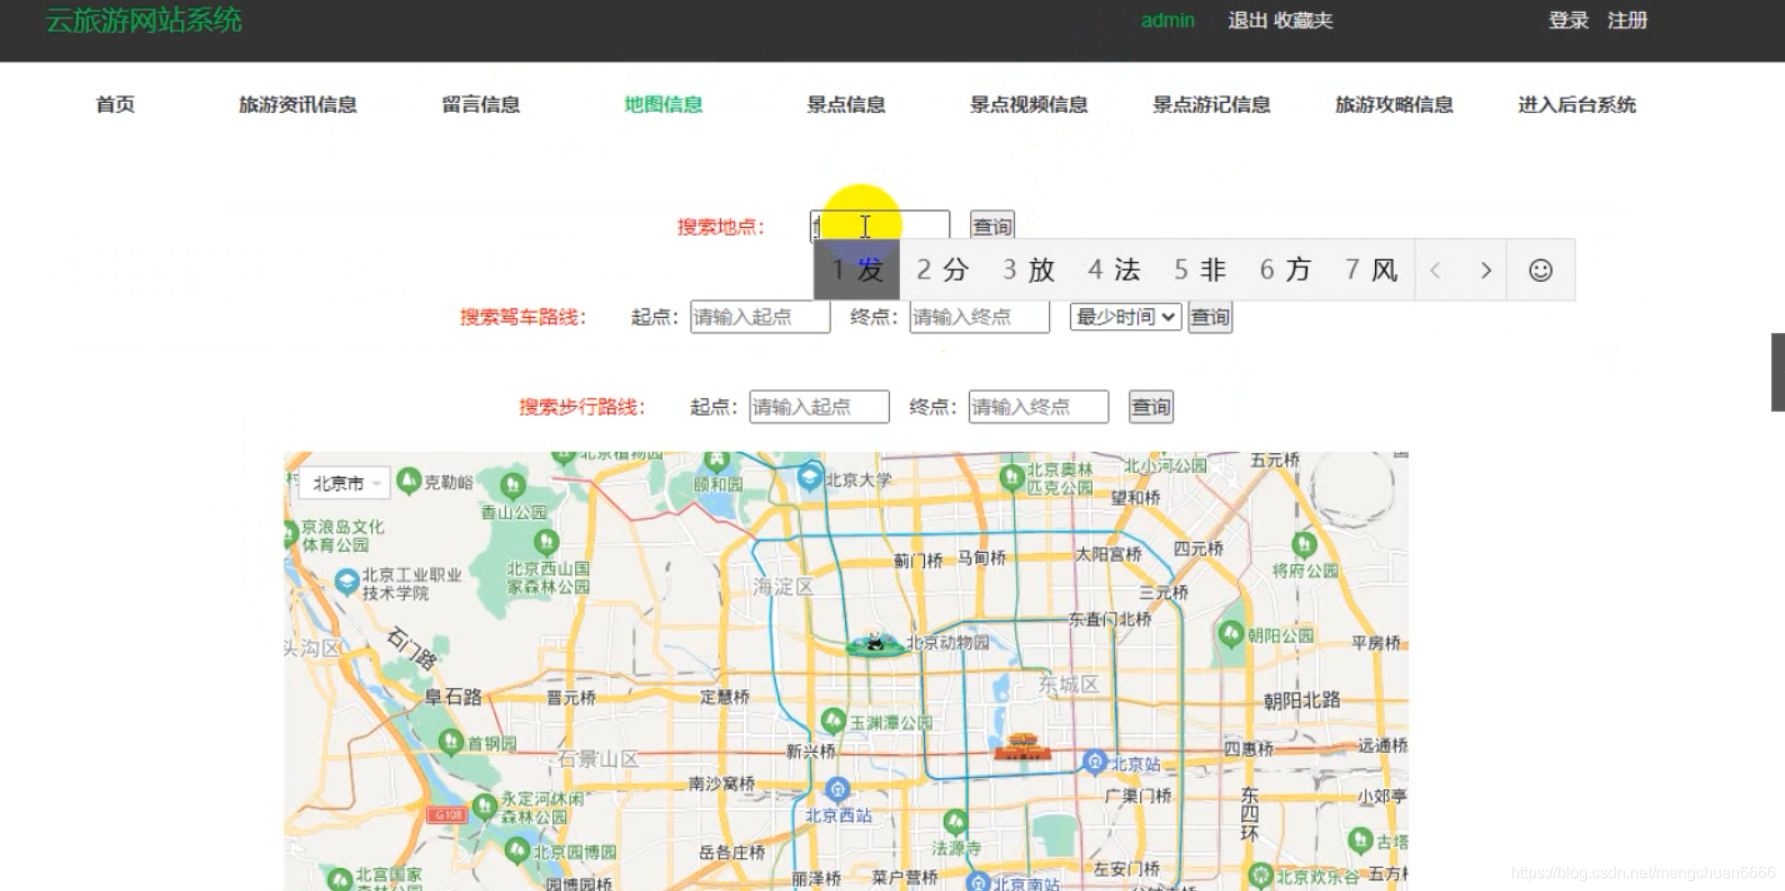 云旅游网站系统
admin 退出 收藏夹 登录 注册
首页 旅游资讯信息 留言信息 地图信息 景点信息 景点视频信息 景点游记信息 旅游攻略信息 进入后台系统
搜索地点： f 查询
1 发 2 分 3 放 4 法 5 非 6 方 7 风
搜索驾车路线： 起点： 请输入起点 终点： 请输入终点 最少时间 查询
搜索步行路线： 起点： 请输入起点 终点： 请输入终点 查询
北京植物园
五元桥
村
北京市
克勒峪
颐和园
北京大学
北京奥林
匹克公园
北小河公园
望和桥
香山公园
京浪岛文化
体育公园
北京西山国
家森林公园
北京工业职业
技术学院
蓟门桥
马甸桥
太阳宫桥
四元桥
将府公园
海淀区
三元桥
东直门北桥
朝阳公园
平房桥
头沟区
石门路
北京动物园
东城区
阜石路
晋元桥
定慧桥
朝阳北路
玉渊潭公园
首钢园
石景山区
新兴桥
四惠桥
远通桥
北京站
南沙窝桥
北京西站
广渠门桥
东四环
小郊亭
永定河休闲
森林公园
G108
法源寺
古塔
北京园博园
岳各庄桥
左安门桥
北京欢乐谷
五方桥
北宫国家
森林公园
园博园桥
丽泽桥
菜户营桥
北京南站
https://blog.csdn.net/mengchuan6666